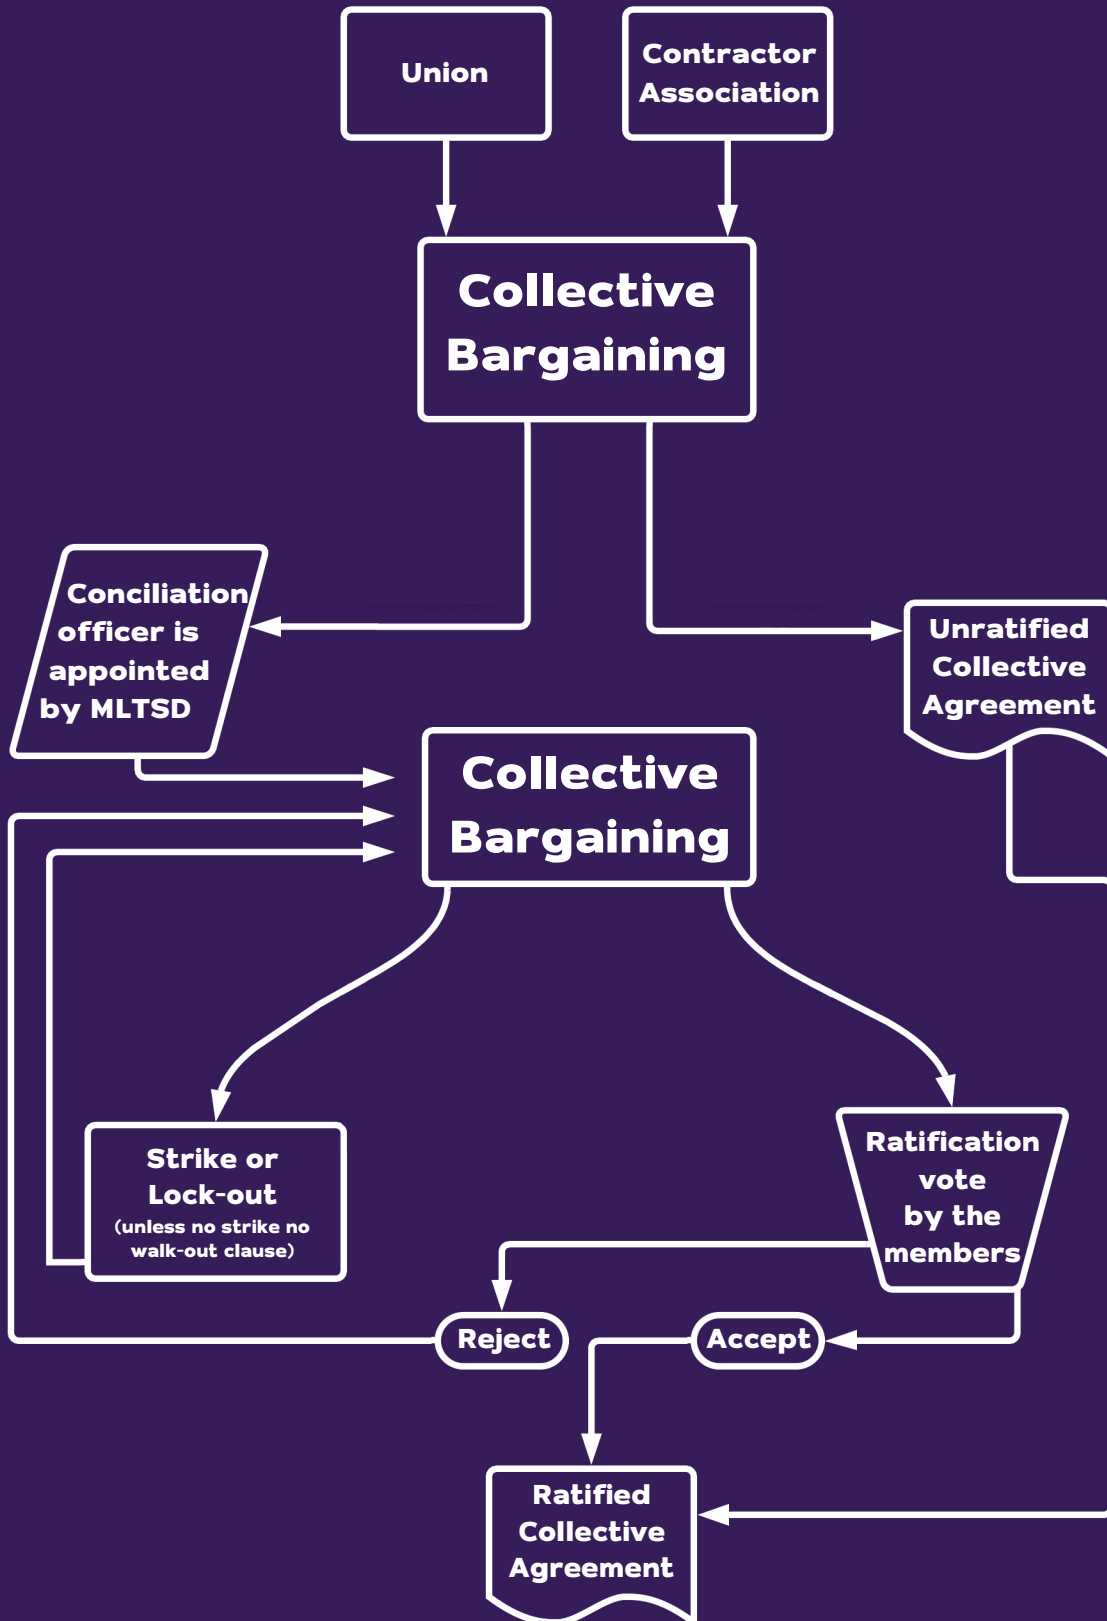 Union
Contractor
Association
Collective
Bargaining
Conciliation
officer is
appointed
by MLTSD
Unratified
Collective
Agreement
Collective
Bargaining
Strike or
Lock-out
(unless no strike no
walk-out clause)
Ratification
vote
by the
members
Reject
Accept
Ratified
Collective
Agreement